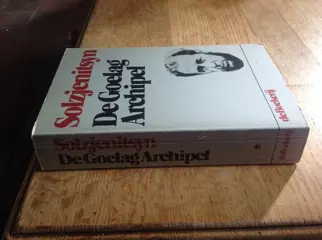 Solzjenitsyn
De Goelag
Archipel
de Boekerij
Solzjenitsyn
De Goelag Archipel